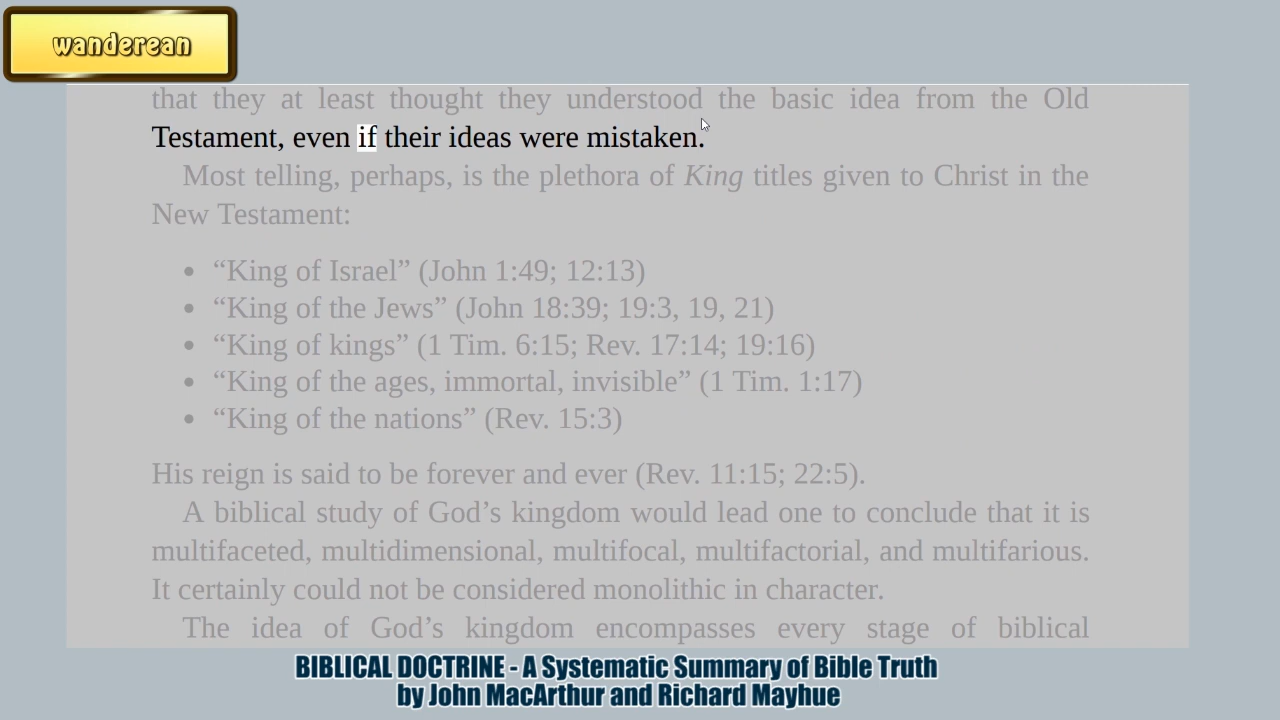 wanderean
that they at least thought they understood the basic idea from the Old
Testament, even if their ideas were mistaken.
Most telling, perhaps, is the plethora of King titles given to Christ in the
New Testament:
• “King of Israel” (John 1:49; 12:13)
• “King of the Jews” (John 18:39; 19:3, 19, 21)
• “King of kings” (1 Tim. 6:15; Rev. 17:14; 19:16)
• “King of the ages, immortal, invisible” (1 Tim. 1:17)
• “King of the nations” (Rev. 15:3)
His reign is said to be forever and ever (Rev. 11:15; 22:5).
A biblical study of God’s kingdom would lead one to conclude that it is
multifaceted, multidimensional, multifocal, multifactorial, and multifarious.
It certainly could not be considered monolithic in character.
The idea of God’s kingdom encompasses every stage of biblical
BIBLICAL DOCTRINE - A Systematic Summary of Bible Truth
by John MacArthur and Richard Mayhue